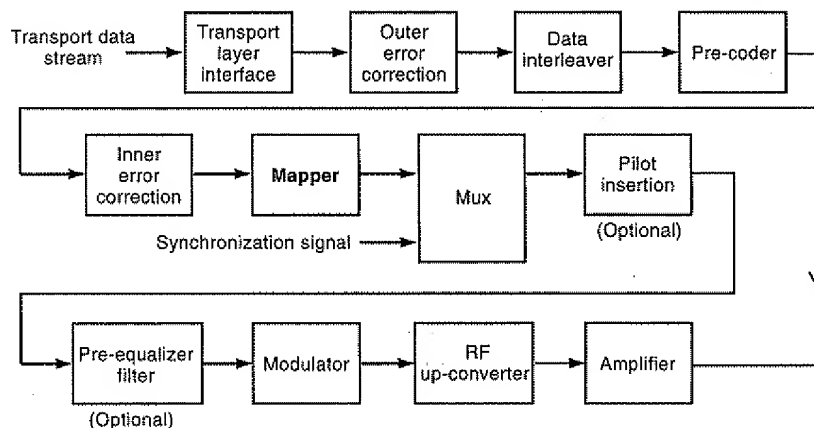 Transport data
stream
Transport
layer
interface
Outer
error
correction
Data
interleaver
Pre-coder
Inner
error
correction
Mapper
Mux
Pilot
insertion
(Optional)
Synchronization signal
Pre-equalizer
filter
(Optional)
Modulator
RF
up-converter
Amplifier